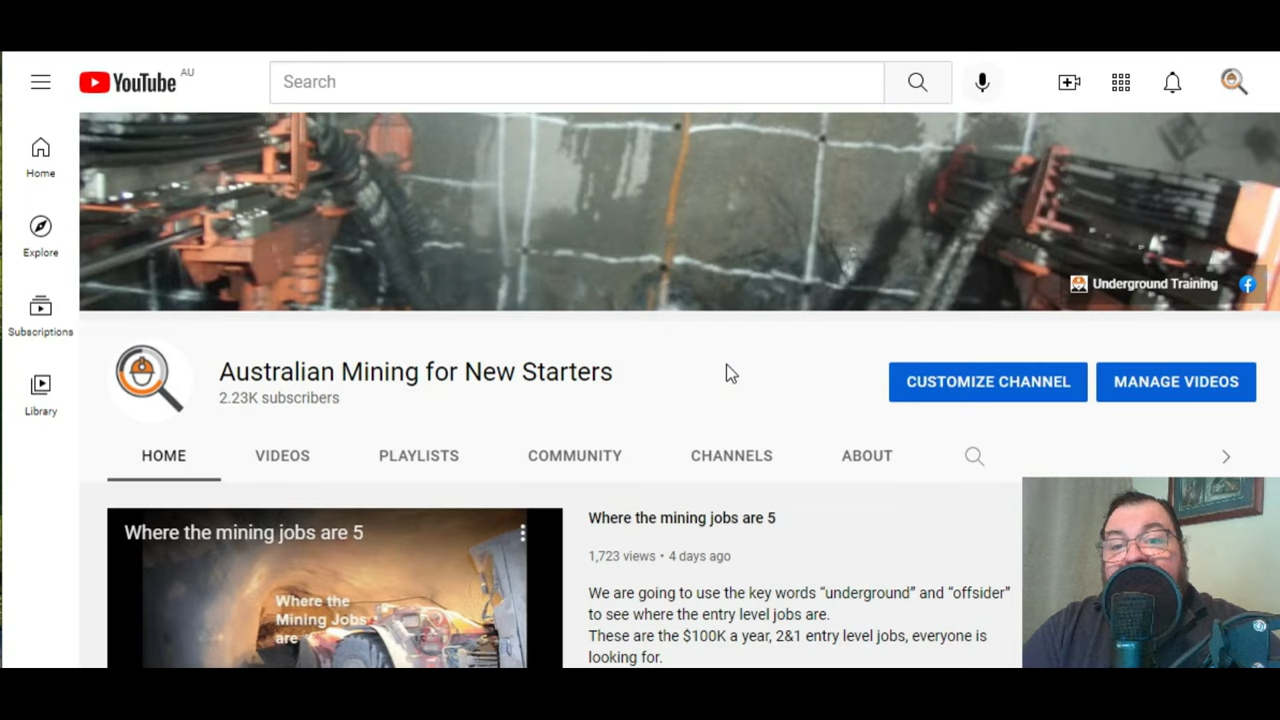 YouTube AU
Search
Home
Explore
Subscriptions
Library
Underground Training
Australian Mining for New Starters
2.23K subscribers
CUSTOMIZE CHANNEL
MANAGE VIDEOS
HOME
VIDEOS
PLAYLISTS
COMMUNITY
CHANNELS
ABOUT
Where the mining jobs are 5
Where the
Mining Jobs
are
Where the mining jobs are 5
1,723 views • 4 days ago
We are going to use the key words “underground” and “offsider”
to see where the entry level jobs are.
These are the $100K a year, 2&1 entry level jobs, everyone is
looking for.